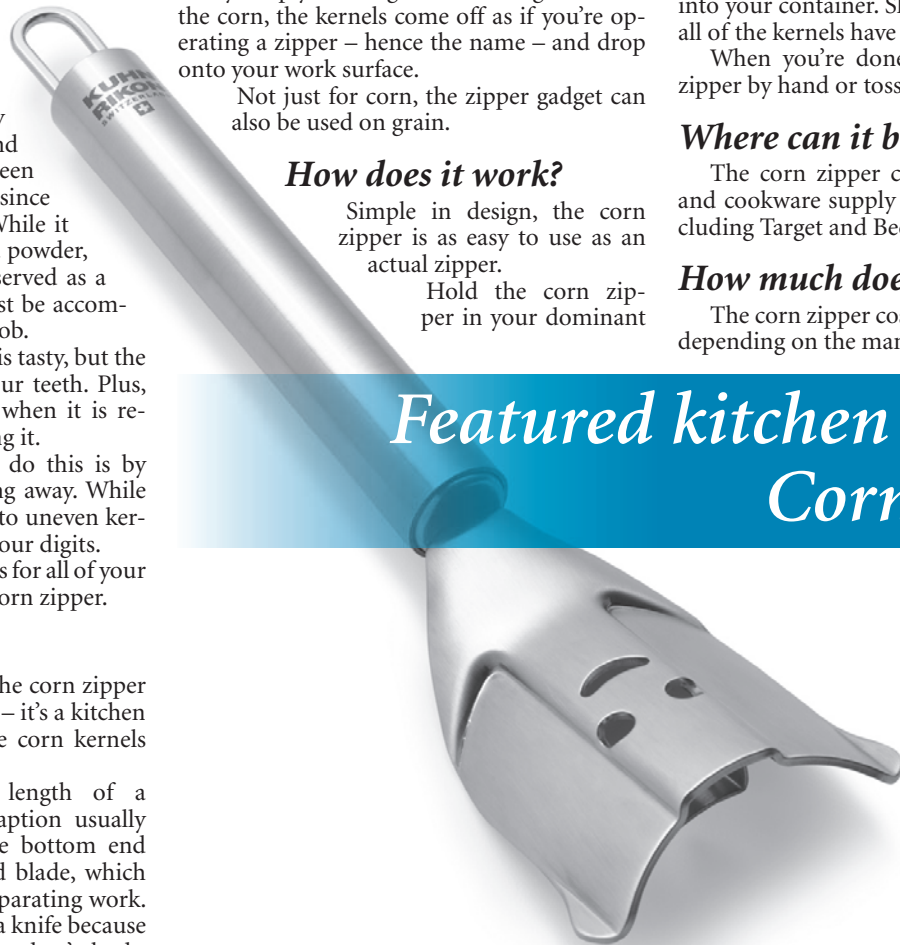 KUHN
RIKON
SWITZERLAND
nd
een
since
While it
powder,
served as a
st be accom-
ob.
is tasty, but the
ur teeth. Plus,
when it is re-
g it.
do this is by
ng away. While
to uneven ker-
our digits.
s for all of your
orn zipper.
he corn zipper
– it’s a kitchen
e corn kernels
length of a
aption usually
e bottom end
d blade, which
parating work.
a knife because
the corn, the kernels come off as if you’re op-
erating a zipper – hence the name – and drop
onto your work surface.
Not just for corn, the zipper gadget can
also be used on grain.
How does it work?
Simple in design, the corn
zipper is as easy to use as an
actual zipper.
Hold the corn zip-
per in your dominant
into your container. Sl
all of the kernels have
When you’re done
zipper by hand or toss
Where can it b
The corn zipper c
and cookware supply
cluding Target and Be
How much doe
The corn zipper co
depending on the man
Featured kitchen
Corn